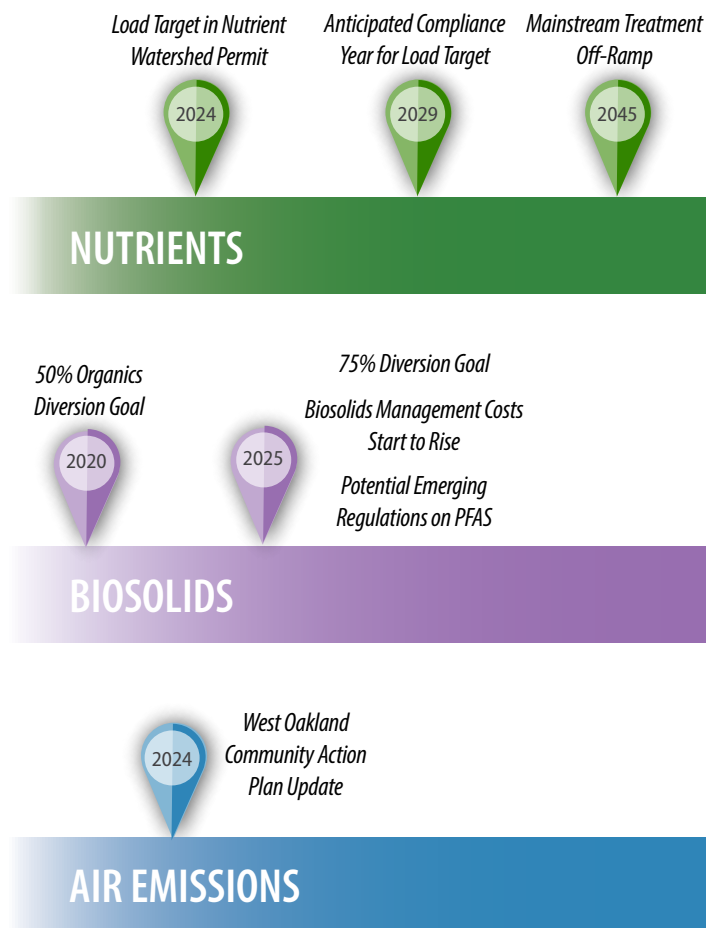 Load Target in Nutrient
Watershed Permit
Anticipated Compliance
Year for Load Target
Mainstream Treatment
Off-Ramp
2024
2029
2045
NUTRIENTS
50% Organics
Diversion Goal
2020
2025
75% Diversion Goal
Biosolids Management Costs
Start to Rise
Potential Emerging
Regulations on PFAS
BIOSOLIDS
2024
West Oakland
Community Action
Plan Update
AIR EMISSIONS